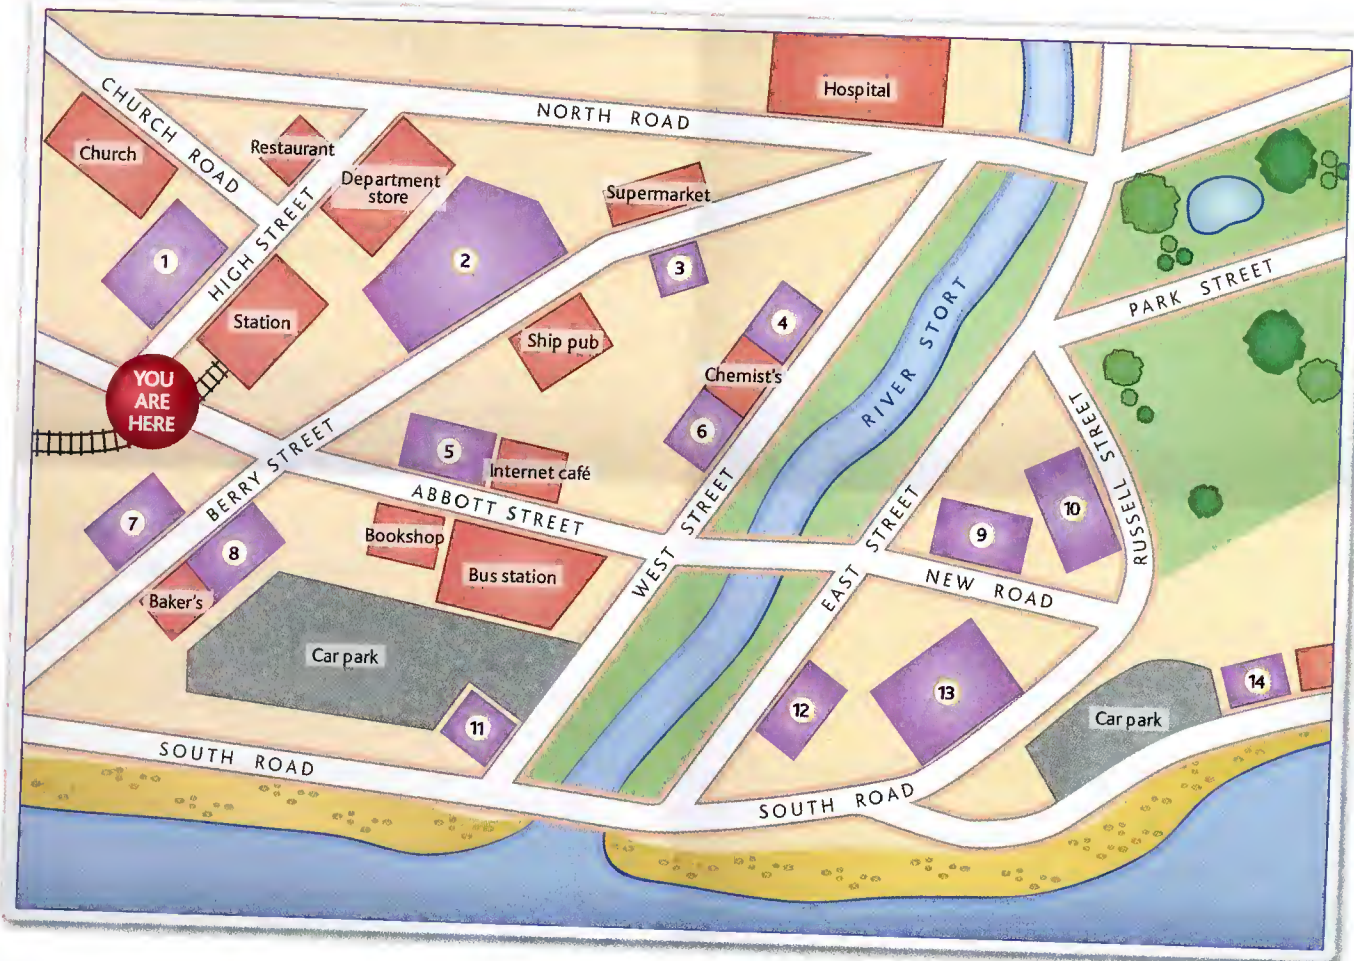 Hospital
NORTH ROAD
CHURCH ROAD
Church
Restaurant
Department
store
Supermarket
HIGH STREET
1
2
3
4
Station
Ship pub
Chemist's
RIVER STORT
PARK STREET
YOU
ARE
HERE
BERRY STREET
5
Internet café
6
ABBOTT STREET
WEST STREET
EAST STREET
RUSSELL STREET
7
8
Baker's
Bookshop
Bus station
9
10
NEW ROAD
Car park
11
12
13
Car park
14
SOUTH ROAD
SOUTH ROAD